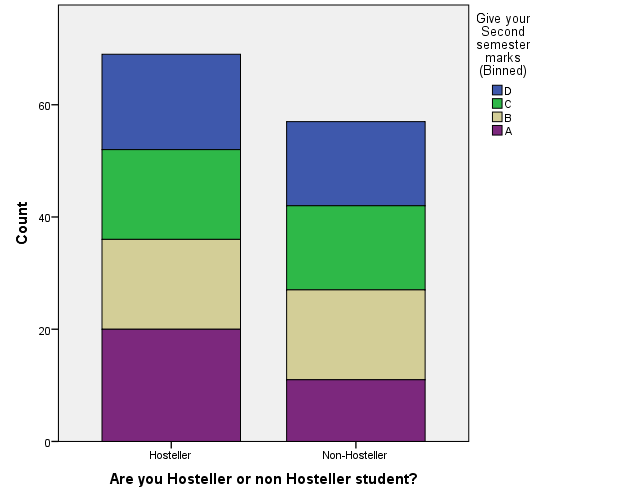 Give your
Second
semester
marks
(Binned)
D
C
B
A
60
40
20
0
Count
Hosteller
Non-Hosteller
Are you Hosteller or non Hosteller student?